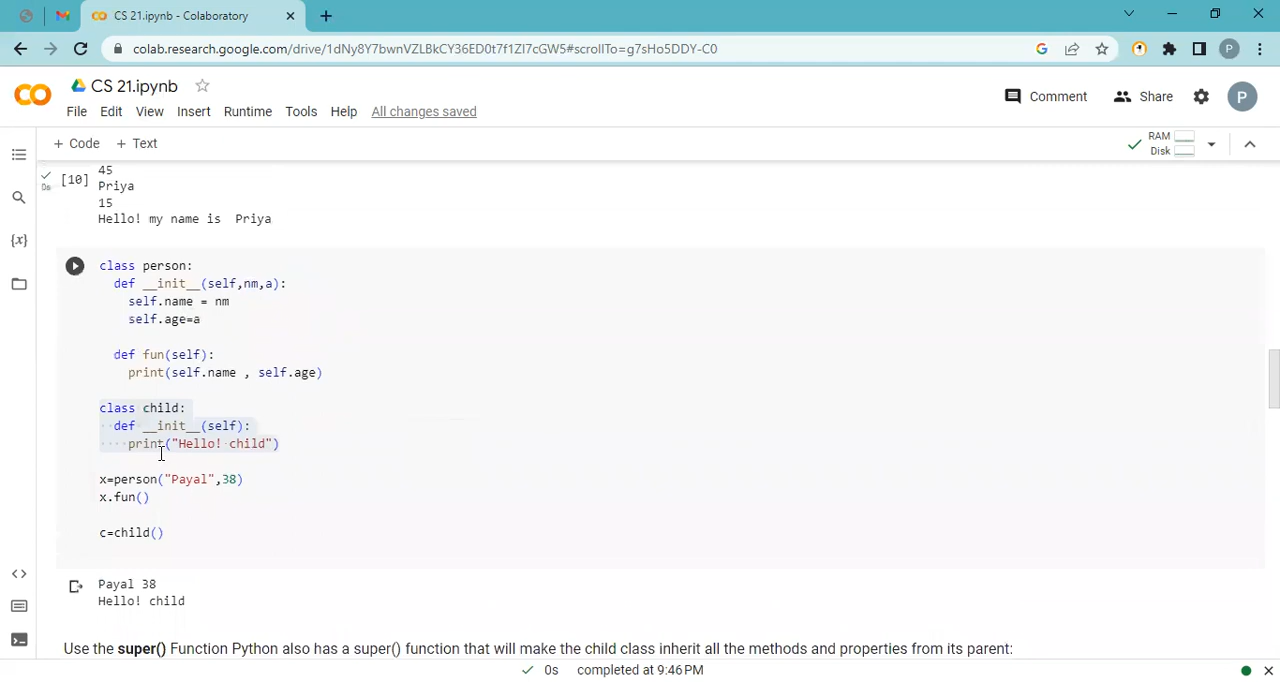 CS 21.ipynb - Colaboratory
colab.research.google.com/drive/1dNy8Y7bwnVZLBkCY36ED0t7f1ZI7cGW5#scrollTo=g7sHo5DDY-C0
P
CO CS 21.ipynb
Comment Share P
File Edit View Insert Runtime Tools Help All changes saved
+ Code + Text
RAM
Disk
45
[10] Priya
0s
15
Hello! my name is  Priya
{x}
class person:
  def __init__(self,nm,a):
    self.name = nm
    self.age=a
  def fun(self):
    print(self.name , self.age)
class child:
  def __init__(self):
    print("Hello! child")
x=person("Payal",38)
x.fun()
c=child()
Payal 38
Hello! child
Use the super() Function Python also has a super() function that will make the child class inherit all the methods and properties from its parent:
0s completed at 9:46 PM